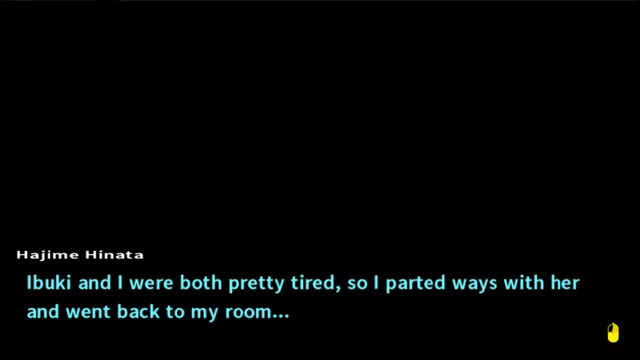 Hajime Hinata
Ibuki and I were both pretty tired, so I parted ways with her
and went back to my room...